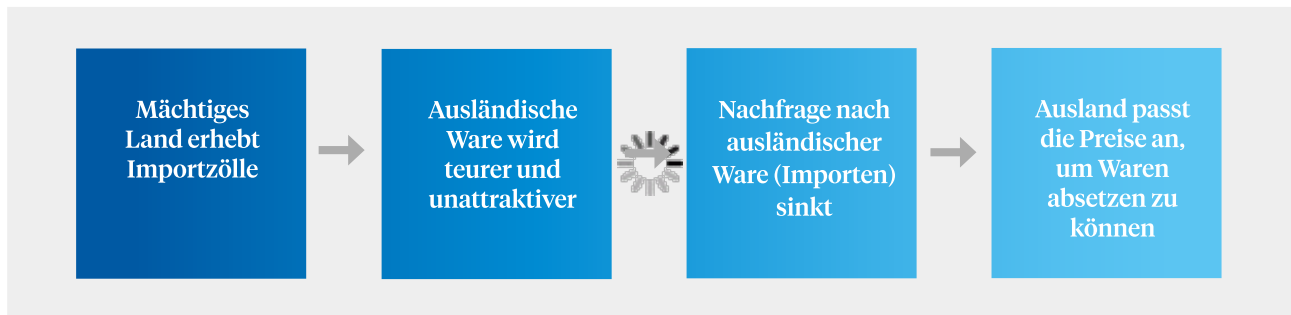 Mächtiges
Land erhebt
Importzölle
Ausländische
Ware wird
teurer und
unattraktiver
Nachfrage nach
ausländischer
Ware (Importen)
sinkt
Ausland passt
die Preise an,
um Waren
absetzen zu
können